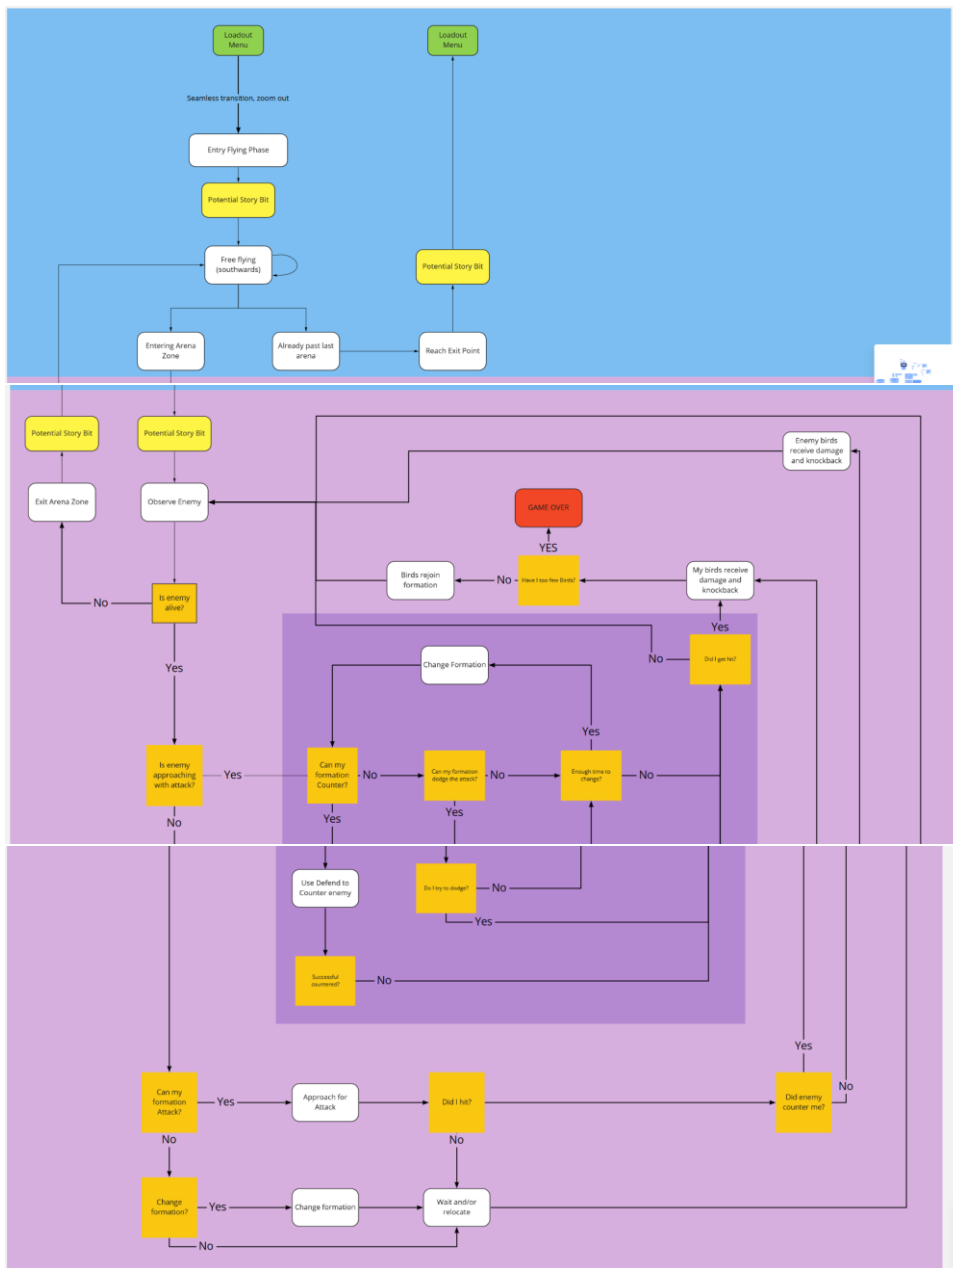 Loadout
Menu
Loadout
Menu
Seamless transition, zoom out
Entry Flying Phase
Potential Story Bit
Free flying
(southwards)
Potential Story Bit
Entering Arena
Zone
Already past last
arena
Reach Exit Point
Potential Story Bit
Potential Story Bit
Enemy birds
receive damage
and knockback
Exit Arena Zone
Observe Enemy
GAME OVER
YES
Birds rejoin
formation
No
Have I too few Birds?
My birds receive
damage and
knockback
Is enemy
alive?
No
Yes
Yes
Change Formation
No
Did I get hit?
Yes
Is enemy
approaching
with attack?
Yes
Can my
formation
Counter?
No
Can my formation
dodge the attack?
No
Enough time to
change?
No
No
Yes
Yes
Use Defend to
Counter enemy
Do I try to dodge?
No
Yes
Successful
countered?
No
Yes
No
Can my
formation
Attack?
Yes
Approach for
Attack
Did I hit?
Did enemy
counter me?
No
No
Change
formation?
Yes
Change formation
Wait and/or
relocate
No